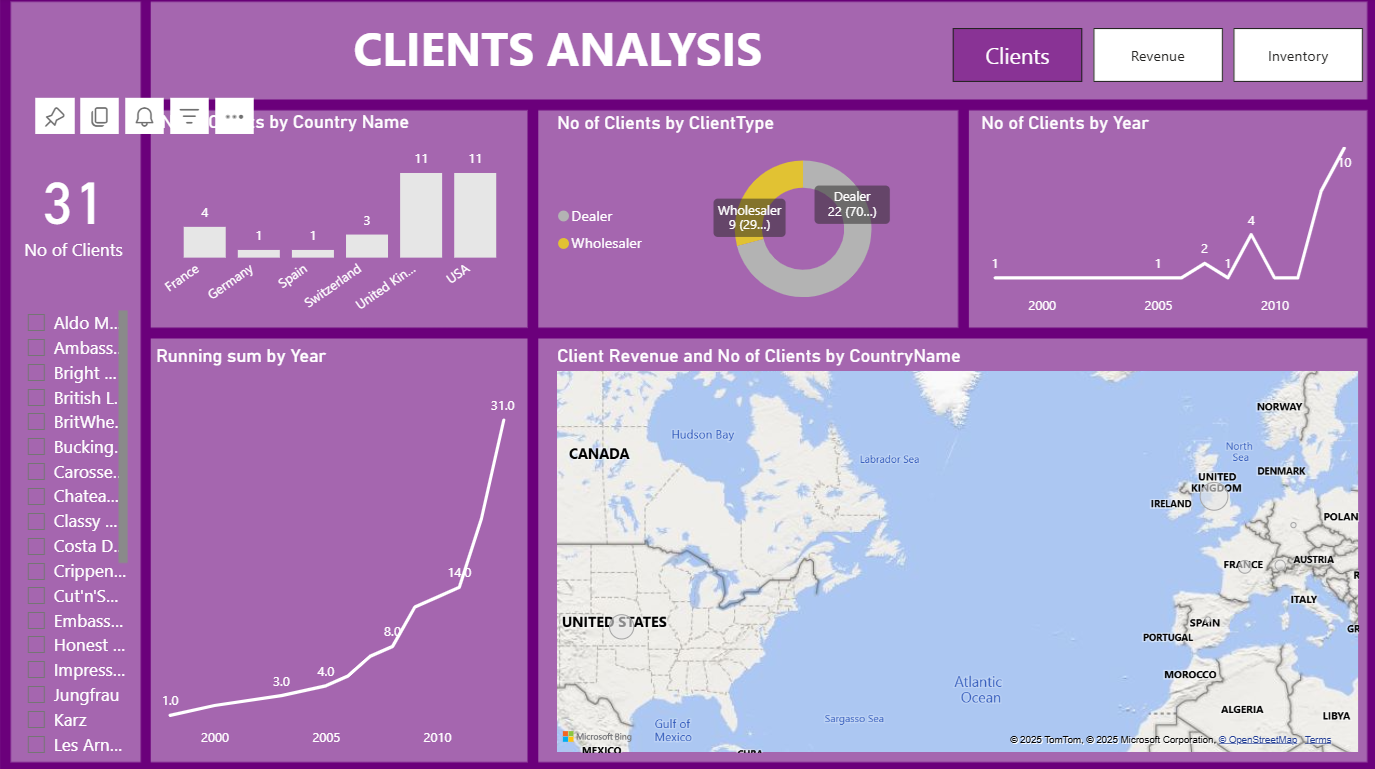 CLIENTS ANALYSIS
Clients
Revenue
Inventory
31
No of Clients
Aldo M...
Ambass...
Bright ...
British L...
BritWhe...
Bucking...
Carosse...
Chatea...
Classy ...
Costa D...
Crippen...
Cut'n'S...
Embass...
Honest ...
Impress...
Jungfrau
Karz
Les Arn...
by Country Name
4
1
1
3
11
11
France
Germany
Spain
Switzerland
United Kin...
USA
No of Clients by ClientType
Dealer
Wholesaler
Wholesaler
9 (29...)
Dealer
22 (70...)
No of Clients by Year
1
1
2
1
4
10
2000
2005
2010
Running sum by Year
1.0
3.0
4.0
8.0
14.0
31.0
2000
2005
2010
Client Revenue and No of Clients by CountryName
CANADA
Hudson Bay
Labrador Sea
NORWAY
North
Sea
DENMARK
UNITED
KINGDOM
IRELAND
POLAN
FRANCE
AUSTRIA
R
ITALY
UNITED STATES
SPAIN
GR
PORTUGAL
MOROCCO
Atlantic
Ocean
ALGERIA
LIBYA
Gulf of
Mexico
Sargasso Sea
Microsoft Bing
MEXICO
CUBA
© 2025 TomTom, © 2025 Microsoft Corporation, © OpenStreetMap Terms